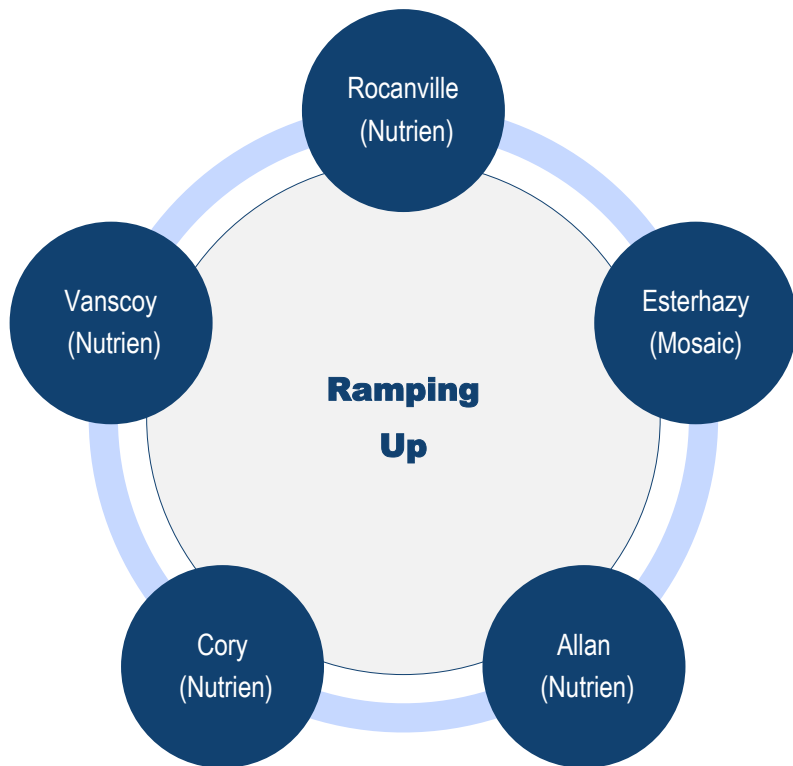 Rocanville
(Nutrien)
Vanscoy
(Nutrien)
Esterhazy
(Mosaic)
Ramping
Up
Cory
(Nutrien)
Allan
(Nutrien)